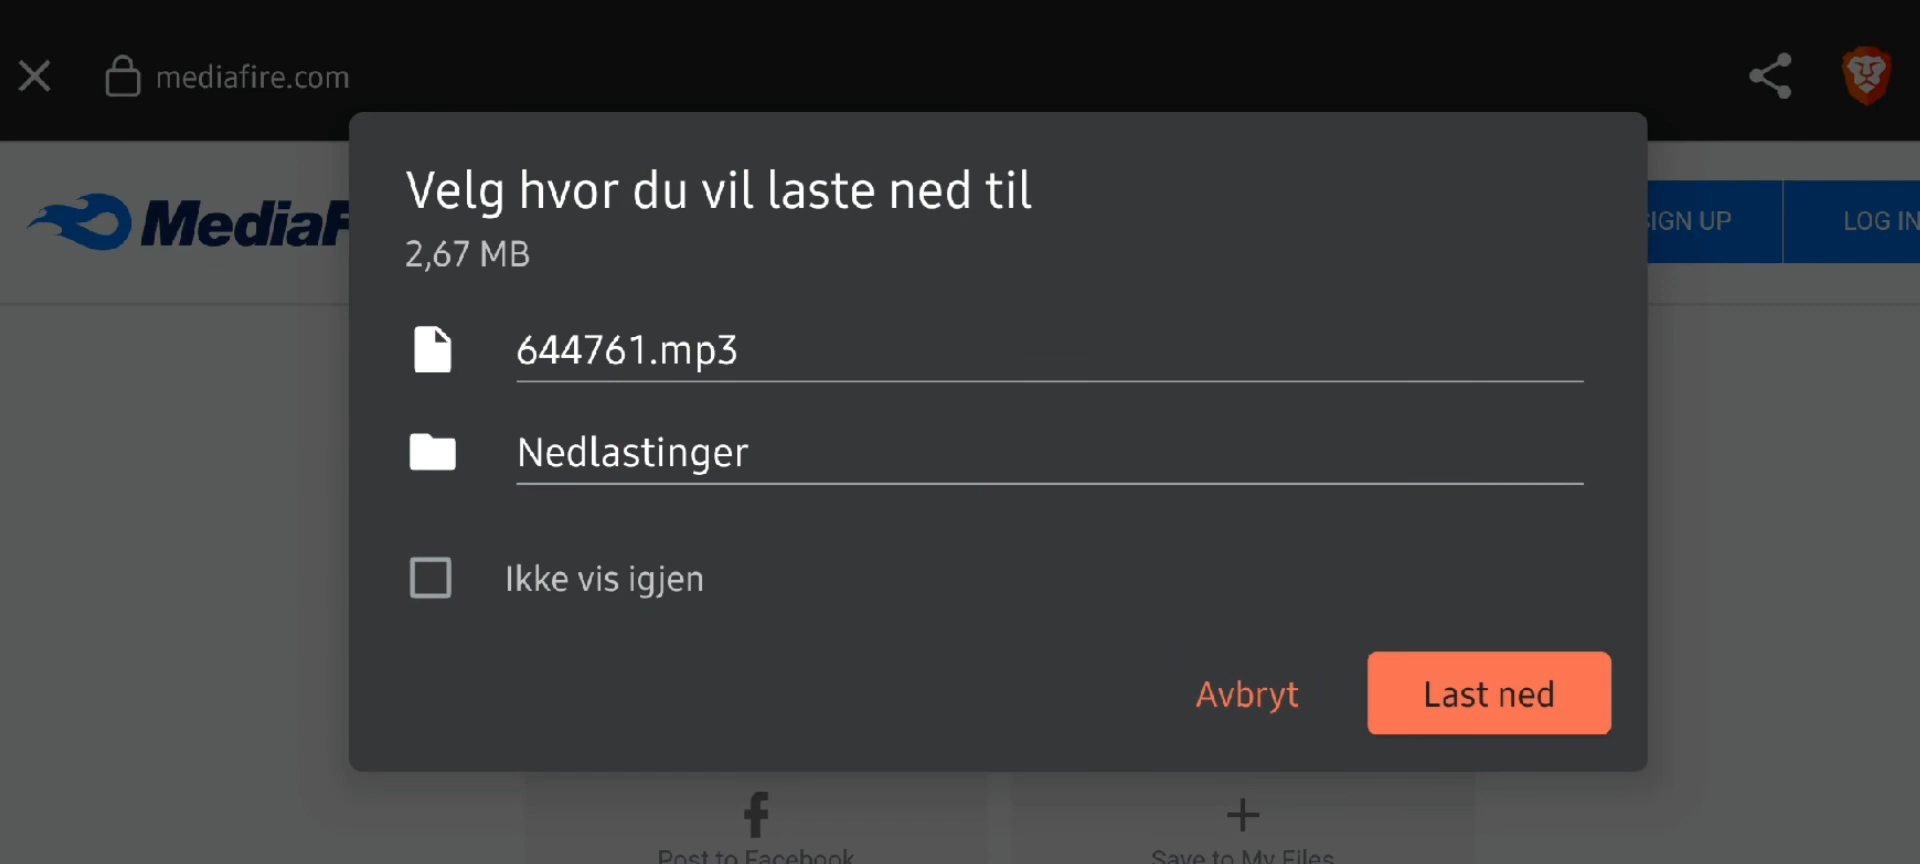 mediafire.com
MediaF
Velg hvor du vil laste ned til
2,67 MB
644761.mp3
Nedlastinger
Ikke vis igjen
Avbryt
Last ned
SIGN UP
LOG IN
Post to Facebook
Save to My Files